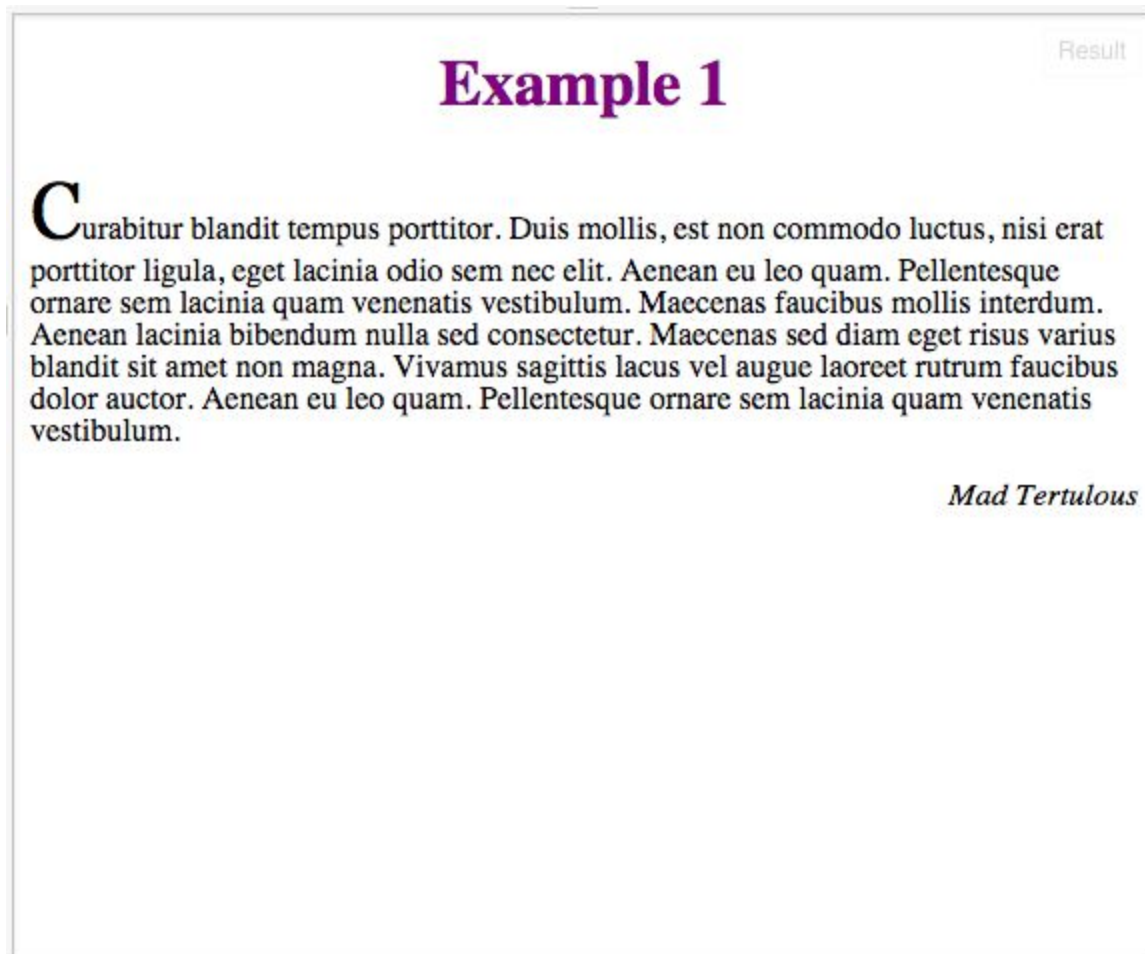 Result
Example 1
Curabitur blandit tempus porttitor. Duis mollis, est non commodo luctus, nisi erat
porttitor ligula, eget lacinia odio sem nec elit. Aenean eu leo quam. Pellentesque
ornare sem lacinia quam venenatis vestibulum. Maecenas faucibus mollis interdum.
Aenean lacinia bibendum nulla sed consectetur. Maecenas sed diam eget risus varius
blandit sit amet non magna. Vivamus sagittis lacus vel augue laoreet rutrum faucibus
dolor auctor. Aenean eu leo quam. Pellentesque ornare sem lacinia quam venenatis
vestibulum.
Mad Tertulous